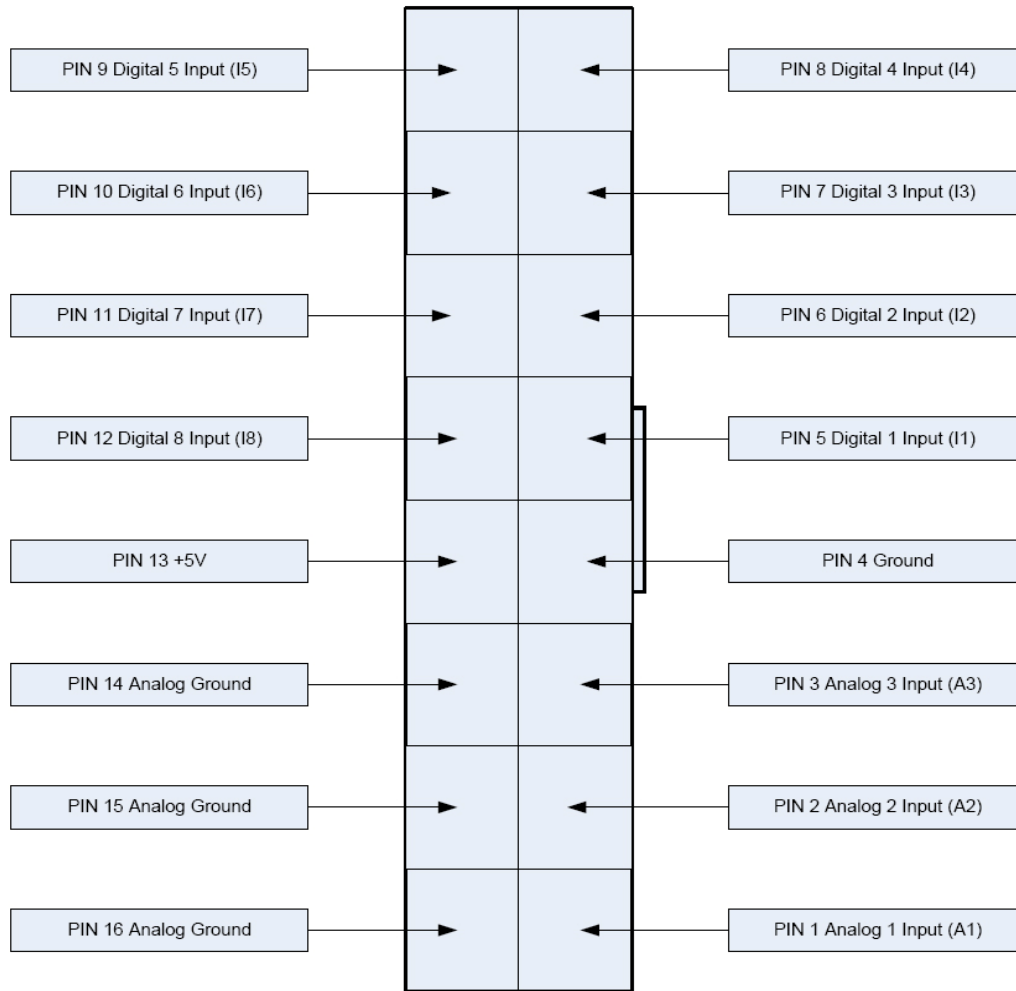 PIN 9 Digital 5 Input (I5)
PIN 8 Digital 4 Input (I4)
PIN 10 Digital 6 Input (I6)
PIN 7 Digital 3 Input (I3)
PIN 11 Digital 7 Input (I7)
PIN 6 Digital 2 Input (I2)
PIN 12 Digital 8 Input (I8)
PIN 5 Digital 1 Input (I1)
PIN 13 +5V
PIN 4 Ground
PIN 14 Analog Ground
PIN 3 Analog 3 Input (A3)
PIN 15 Analog Ground
PIN 2 Analog 2 Input (A2)
PIN 16 Analog Ground
PIN 1 Analog 1 Input (A1)